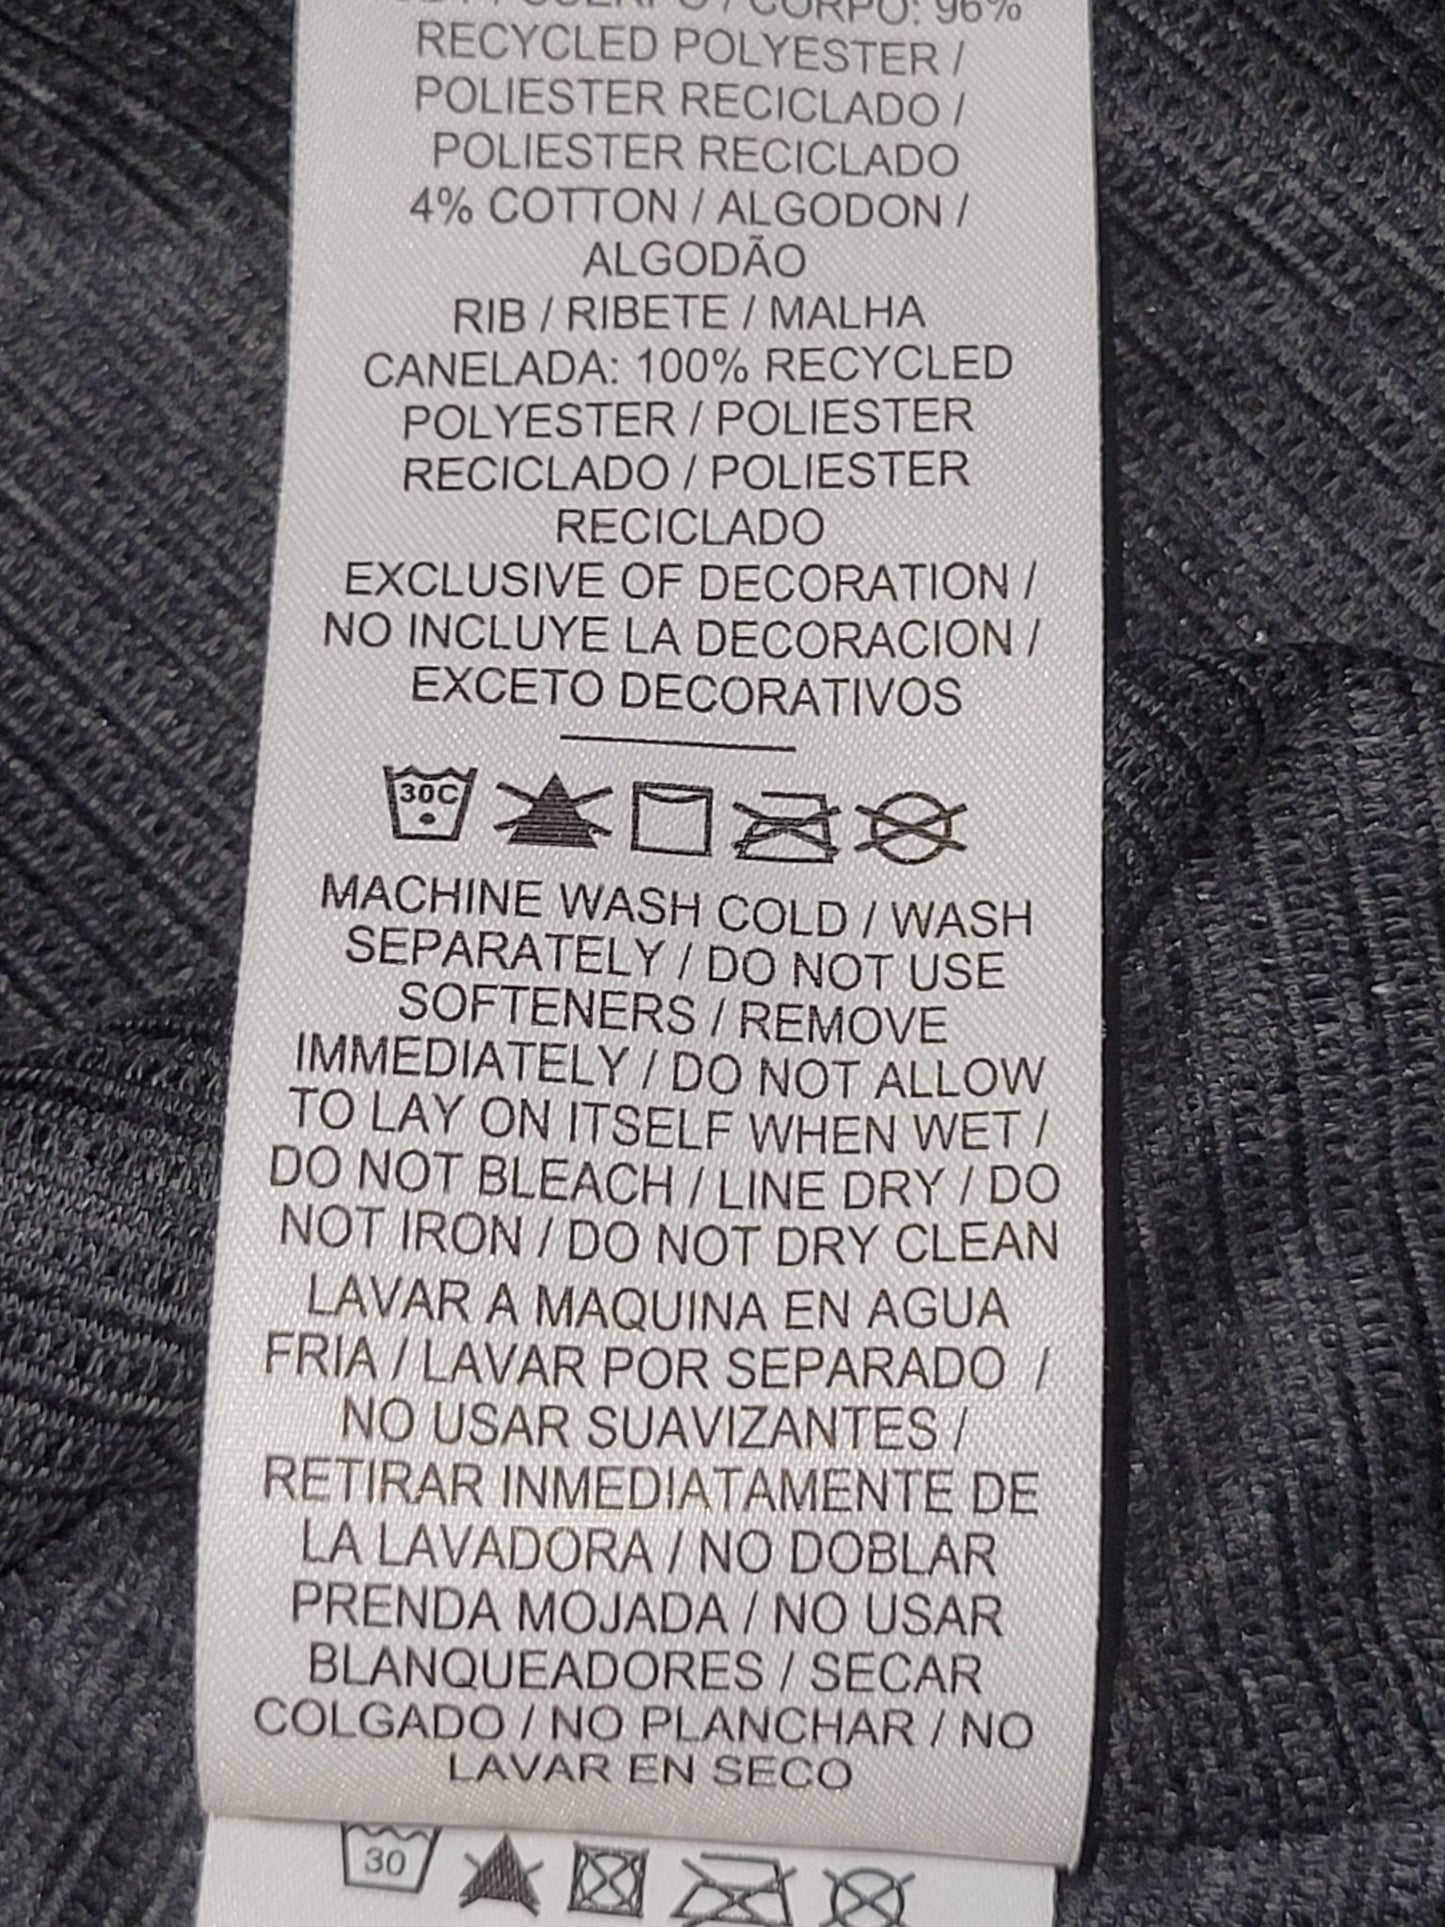 CUERPO / CORPO: 96%
RECYCLED POLYESTER /
POLIESTER RECICLADO /
POLIESTER RECICLADO
4% COTTON / ALGODON /
ALGODÃO
RIB / RIBETE / MALHA
CANELADA: 100% RECYCLED
POLYESTER / POLIESTER
RECICLADO / POLIESTER
RECICLADO
EXCLUSIVE OF DECORATION /
NO INCLUYE LA DECORACION /
EXCETO DECORATIVOS
30C
MACHINE WASH COLD / WASH
SEPARATELY / DO NOT USE
SOFTENERS / REMOVE
IMMEDIATELY / DO NOT ALLOW
TO LAY ON ITSELF WHEN WET /
DO NOT BLEACH / LINE DRY / DO
NOT IRON / DO NOT DRY CLEAN
LAVAR A MAQUINA EN AGUA
FRIA / LAVAR POR SEPARADO /
NO USAR SUAVIZANTES /
RETIRAR INMEDIATAMENTE DE
LA LAVADORA / NO DOBLAR
PRENDA MOJADA / NO USAR
BLANQUEADORES / SECAR
COLGADO / NO PLANCHAR / NO
LAVAR EN SECO
30